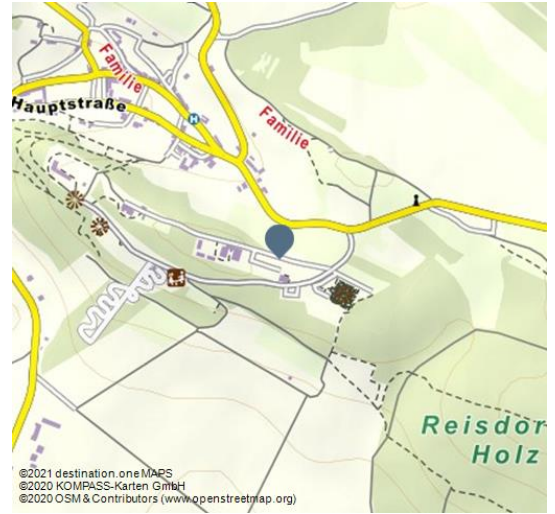 Familie
Hauptstraße
Familie
H
Reisdor
Holz
©2021 destination.one MAPS
©2020 KOMPASS-Karten GmbH
©2020 OSM & Contributors (www.openstreetmap.org)